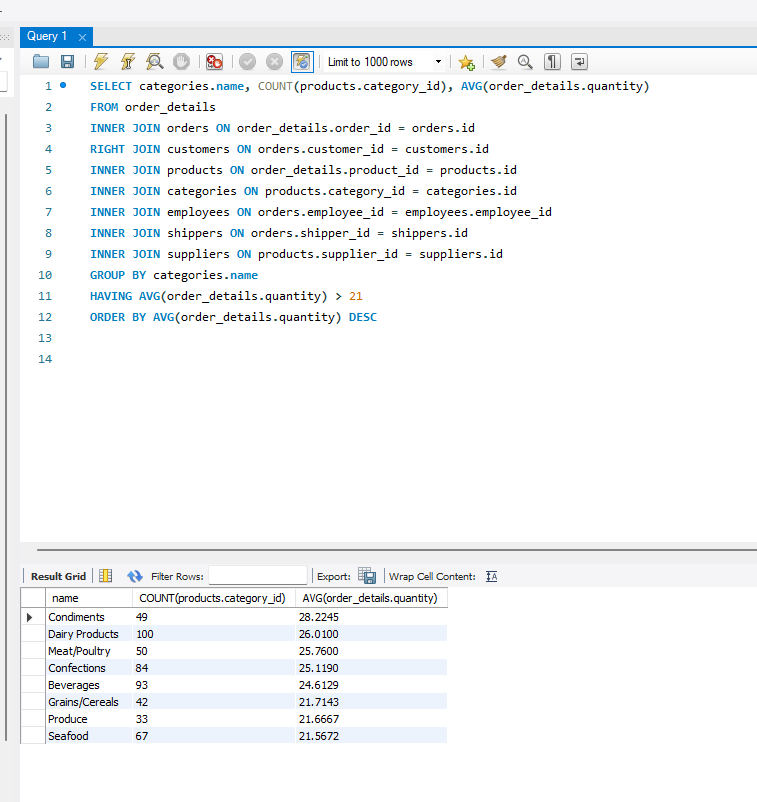 Query 1
Limit to 1000 rows
1 SELECT categories.name, COUNT(products.category_id), AVG(order_details.quantity)
2 FROM order_details
3 INNER JOIN orders ON order_details.order_id = orders.id
4 RIGHT JOIN customers ON orders.customer_id = customers.id
5 INNER JOIN products ON order_details.product_id = products.id
6 INNER JOIN categories ON products.category_id = categories.id
7 INNER JOIN employees ON orders.employee_id = employees.employee_id
8 INNER JOIN shippers ON orders.shipper_id = shippers.id
9 INNER JOIN suppliers ON products.supplier_id = suppliers.id
10 GROUP BY categories.name
11 HAVING AVG(order_details.quantity) > 21
12 ORDER BY AVG(order_details.quantity) DESC
13
14
Result Grid Filter Rows: Export: Wrap Cell Content:
name COUNT(products.category_id) AVG(order_details.quantity)
Condiments 49 28.2245
Dairy Products 100 26.0100
Meat/Poultry 50 25.7600
Confections 84 25.1190
Beverages 93 24.6129
Grains/Cereals 42 21.7143
Produce 33 21.6667
Seafood 67 21.5672